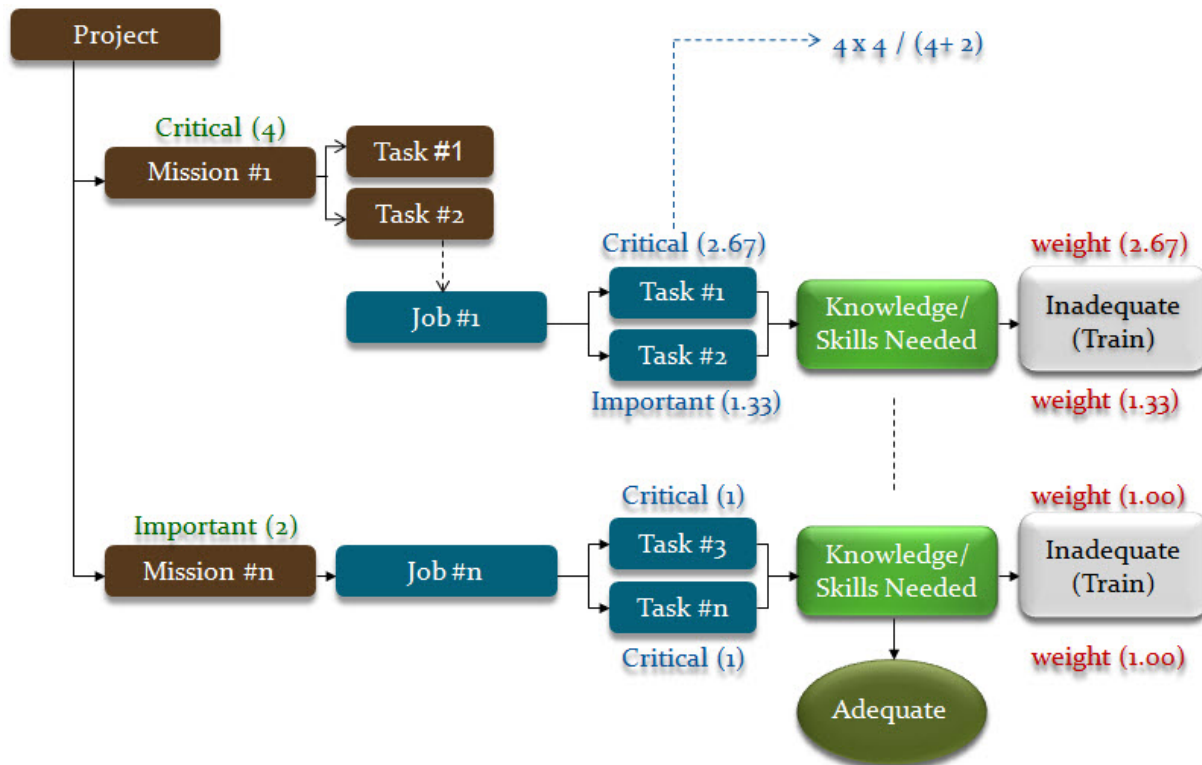 Project
4 x 4 / (4+ 2)
Critical (4)
Mission #1
Task #1
Task #2
Critical (2.67)
weight (2.67)
Job #1
Task #1
Task #2
Knowledge/
Skills Needed
Inadequate
(Train)
Important (1.33)
weight (1.33)
Critical (1)
weight (1.00)
Important (2)
Mission #n
Job #n
Task #3
Task #n
Knowledge/
Skills Needed
Inadequate
(Train)
Critical (1)
weight (1.00)
Adequate